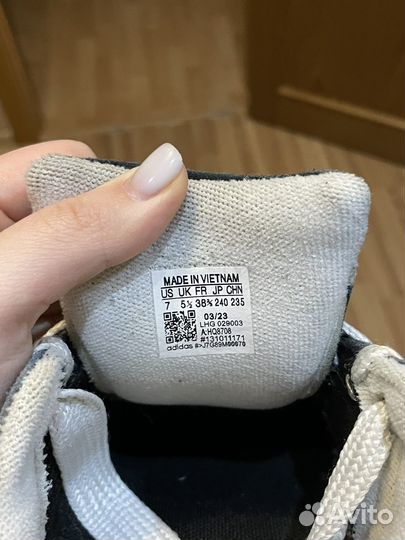 MADE IN VIETNAM
US UK FR JP CHN
7 5½ 38⅔ 240 235
03/23
LHG 029003
A:HQ8708
#131011171
adidas #>J7G89M00070
Avito